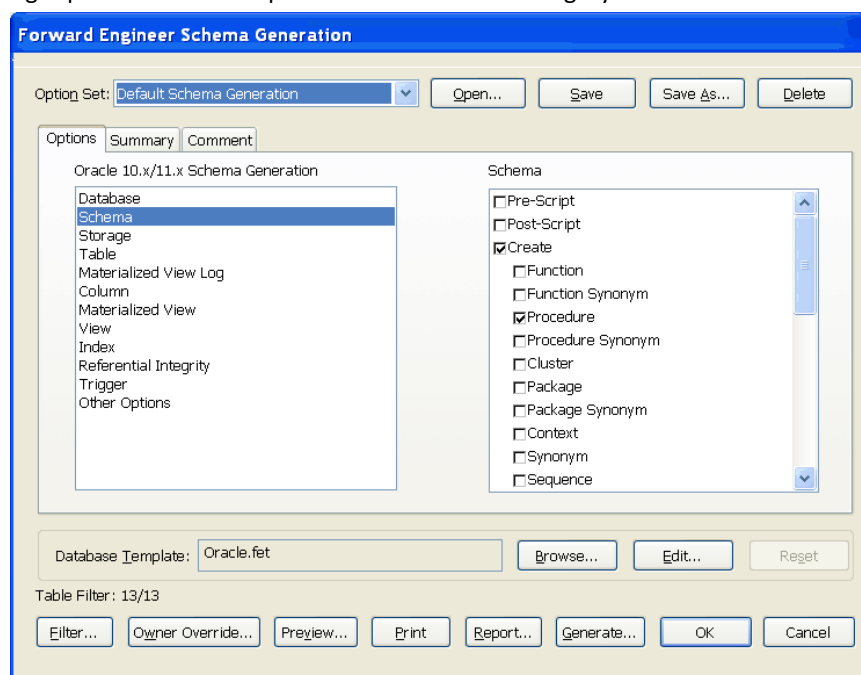 Forward Engineer Schema Generation
Option Set: Default Schema Generation Open... Save Save As... Delete
Options Summary Comment
Oracle 10.x/11.x Schema Generation Schema
Database
Schema
Storage
Table
Materialized View Log
Column
Materialized View
View
Index
Referential Integrity
Trigger
Other Options
Pre-Script
Post-Script
Create
Function
Function Synonym
Procedure
Procedure Synonym
Cluster
Package
Package Synonym
Context
Synonym
Sequence
Database Template: Oracle.fet Browse... Edit... Reset
Table Filter: 13/13
Filter... Owner Override... Preview... Print Report... Generate... OK Cancel